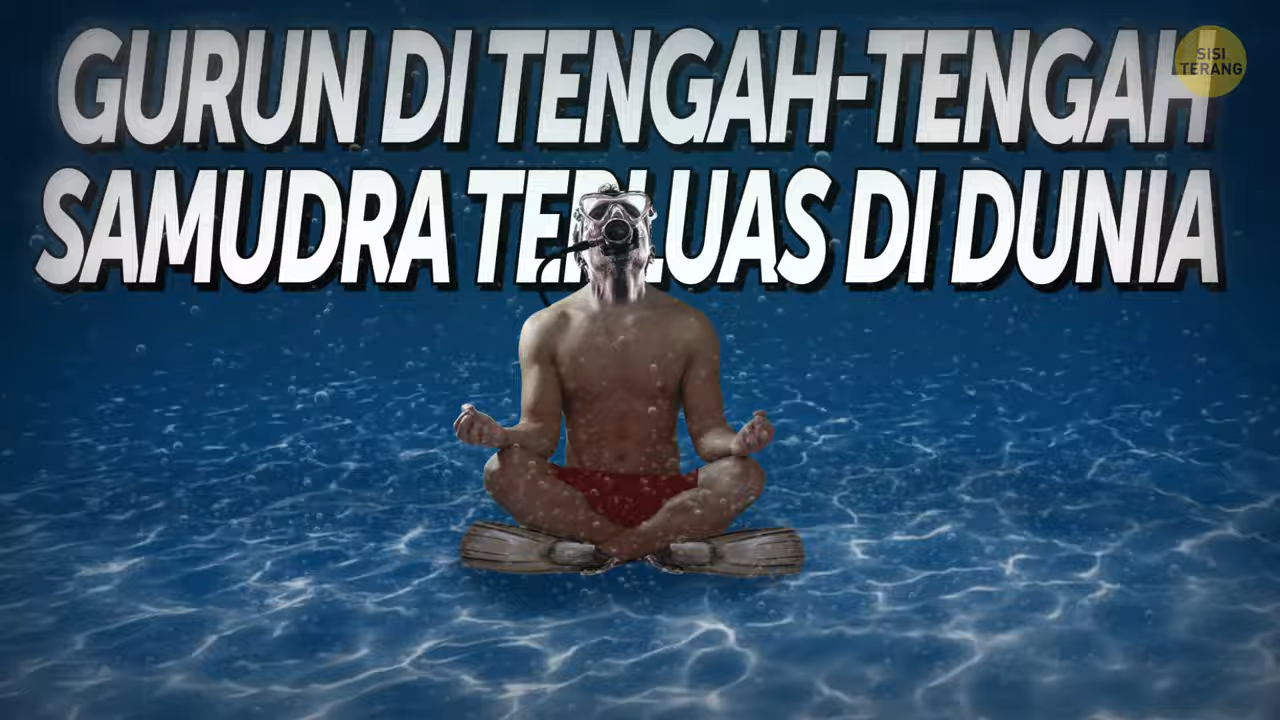 GURUN DI TENGAH-TENGAH
SAMUDRA TERLUAS DI DUNIA
SISI
TERANG